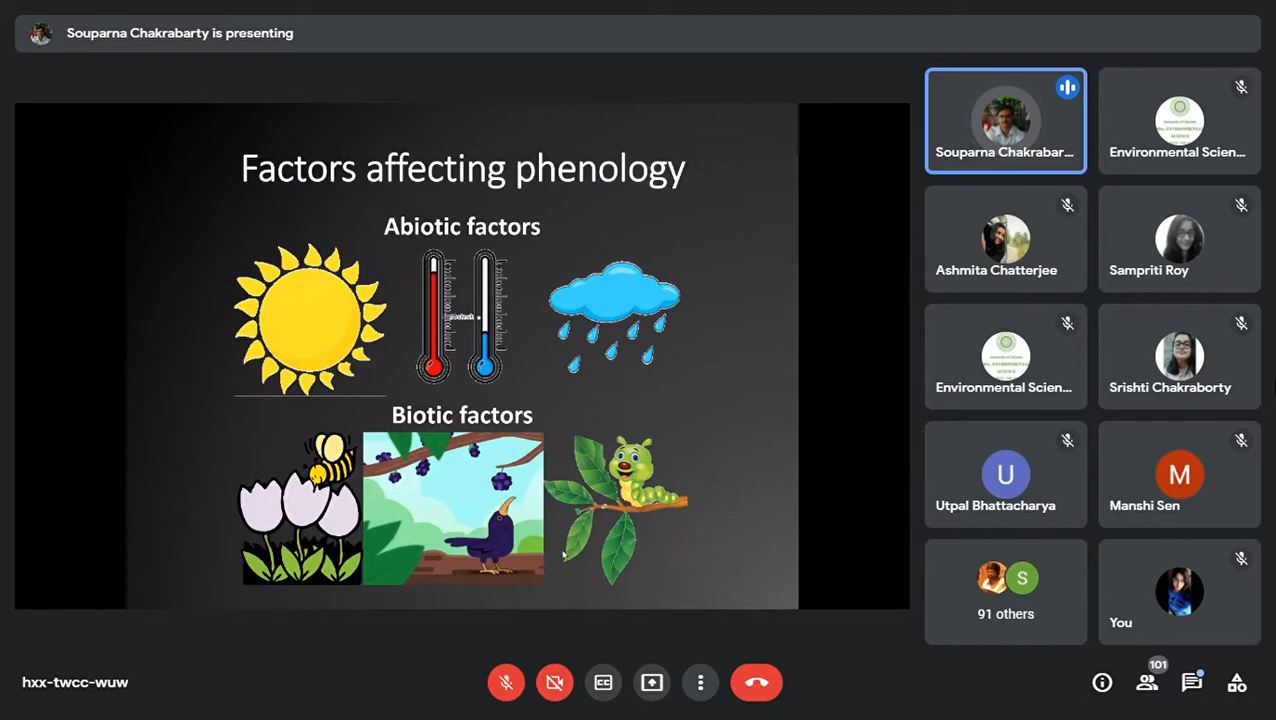 Souparna Chakrabarty is presenting
Factors affecting phenology
Abiotic factors
Biotic factors
Souparna Chakrabar...
Environmental Scien...
Ashmita Chatterjee
Sampriti Roy
Environmental Scien...
Srishti Chakraborty
U
Utpal Bhattacharya
M
Manshi Sen
S
91 others
You
hxx-twcc-wuw
CC
101